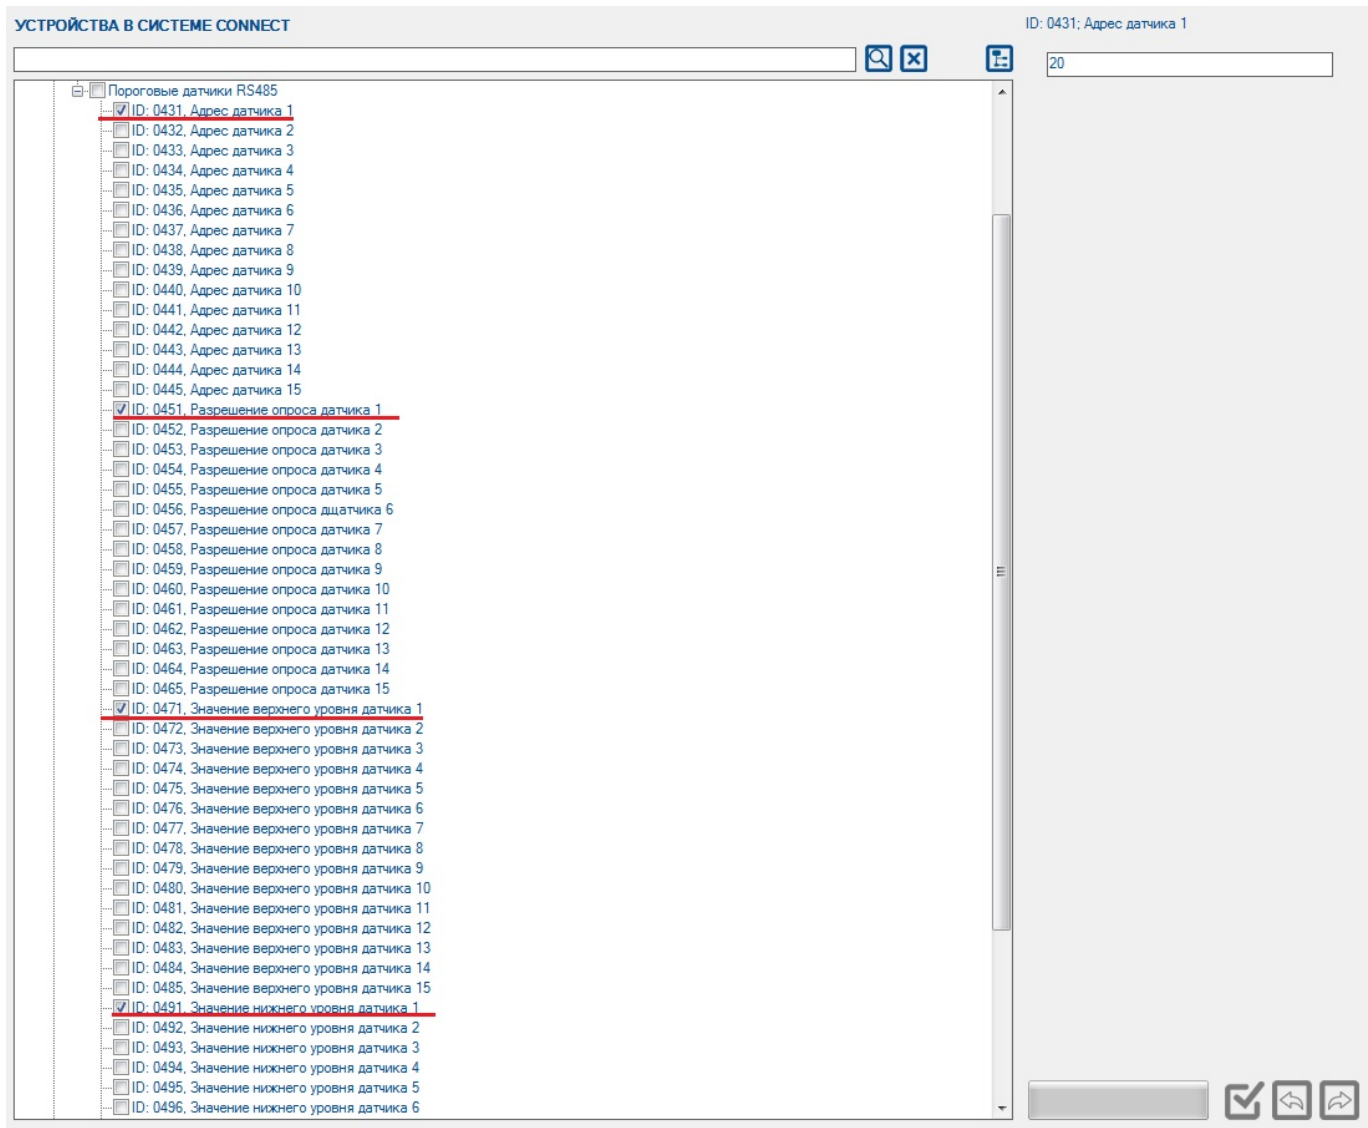 УСТРОЙСТВА В СИСТЕМЕ CONNECT
ID: 0431; Адрес датчика 1
20
Пороговые датчики RS485
ID: 0431, Адрес датчика 1
ID: 0432, Адрес датчика 2
ID: 0433, Адрес датчика 3
ID: 0434, Адрес датчика 4
ID: 0435, Адрес датчика 5
ID: 0436, Адрес датчика 6
ID: 0437, Адрес датчика 7
ID: 0438, Адрес датчика 8
ID: 0439, Адрес датчика 9
ID: 0440, Адрес датчика 10
ID: 0441, Адрес датчика 11
ID: 0442, Адрес датчика 12
ID: 0443, Адрес датчика 13
ID: 0444, Адрес датчика 14
ID: 0445, Адрес датчика 15
ID: 0451, Разрешение опроса датчика 1
ID: 0452, Разрешение опроса датчика 2
ID: 0453, Разрешение опроса датчика 3
ID: 0454, Разрешение опроса датчика 4
ID: 0455, Разрешение опроса датчика 5
ID: 0456, Разрешение опроса дщатчика 6
ID: 0457, Разрешение опроса датчика 7
ID: 0458, Разрешение опроса датчика 8
ID: 0459, Разрешение опроса датчика 9
ID: 0460, Разрешение опроса датчика 10
ID: 0461, Разрешение опроса датчика 11
ID: 0462, Разрешение опроса датчика 12
ID: 0463, Разрешение опроса датчика 13
ID: 0464, Разрешение опроса датчика 14
ID: 0465, Разрешение опроса датчика 15
ID: 0471, Значение верхнего уровня датчика 1
ID: 0472, Значение верхнего уровня датчика 2
ID: 0473, Значение верхнего уровня датчика 3
ID: 0474, Значение верхнего уровня датчика 4
ID: 0475, Значение верхнего уровня датчика 5
ID: 0476, Значение верхнего уровня датчика 6
ID: 0477, Значение верхнего уровня датчика 7
ID: 0478, Значение верхнего уровня датчика 8
ID: 0479, Значение верхнего уровня датчика 9
ID: 0480, Значение верхнего уровня датчика 10
ID: 0481, Значение верхнего уровня датчика 11
ID: 0482, Значение верхнего уровня датчика 12
ID: 0483, Значение верхнего уровня датчика 13
ID: 0484, Значение верхнего уровня датчика 14
ID: 0485, Значение верхнего уровня датчика 15
ID: 0491, Значение нижнего уровня датчика 1
ID: 0492, Значение нижнего уровня датчика 2
ID: 0493, Значение нижнего уровня датчика 3
ID: 0494, Значение нижнего уровня датчика 4
ID: 0495, Значение нижнего уровня датчика 5
ID: 0496, Значение нижнего уровня датчика 6